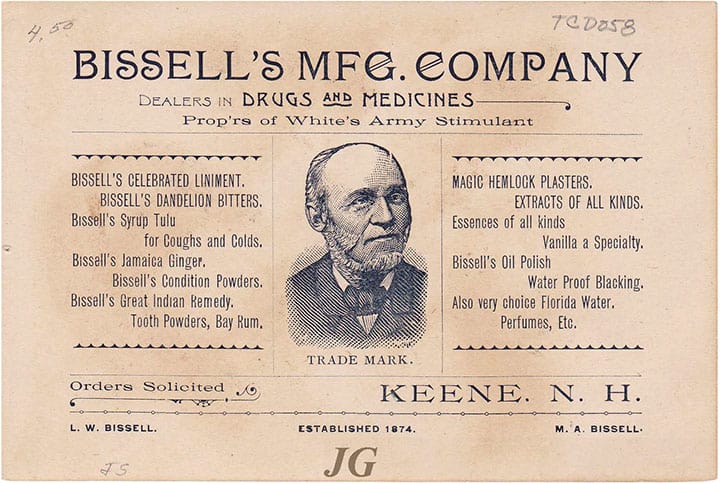 4.50
TCD058
BISSELL'S MFG. COMPANY
DEALERS IN DRUGS AND MEDICINES
Prop'rs of White's Army Stimulant
BISSELL'S CELEBRATED LINIMENT.
BISSELL'S DANDELION BITTERS.
Bissell's Syrup Tulu
for Coughs and Colds.
Bissell's Jamaica Ginger.
Bissell's Condition Powders.
Bissell's Great Indian Remedy.
Tooth Powders, Bay Rum.
TRADE MARK.
MAGIC HEMLOCK PLASTERS.
EXTRACTS OF ALL KINDS.
Essences of all kinds
Vanilla a Specialty.
Bissell's Oil Polish
Water Proof Blacking.
Also very choice Florida Water.
Perfumes, Etc.
Orders Solicited
KEENE. N. H.
L. W. BISSELL.
ESTABLISHED 1874.
M. A. BISSELL.
JG